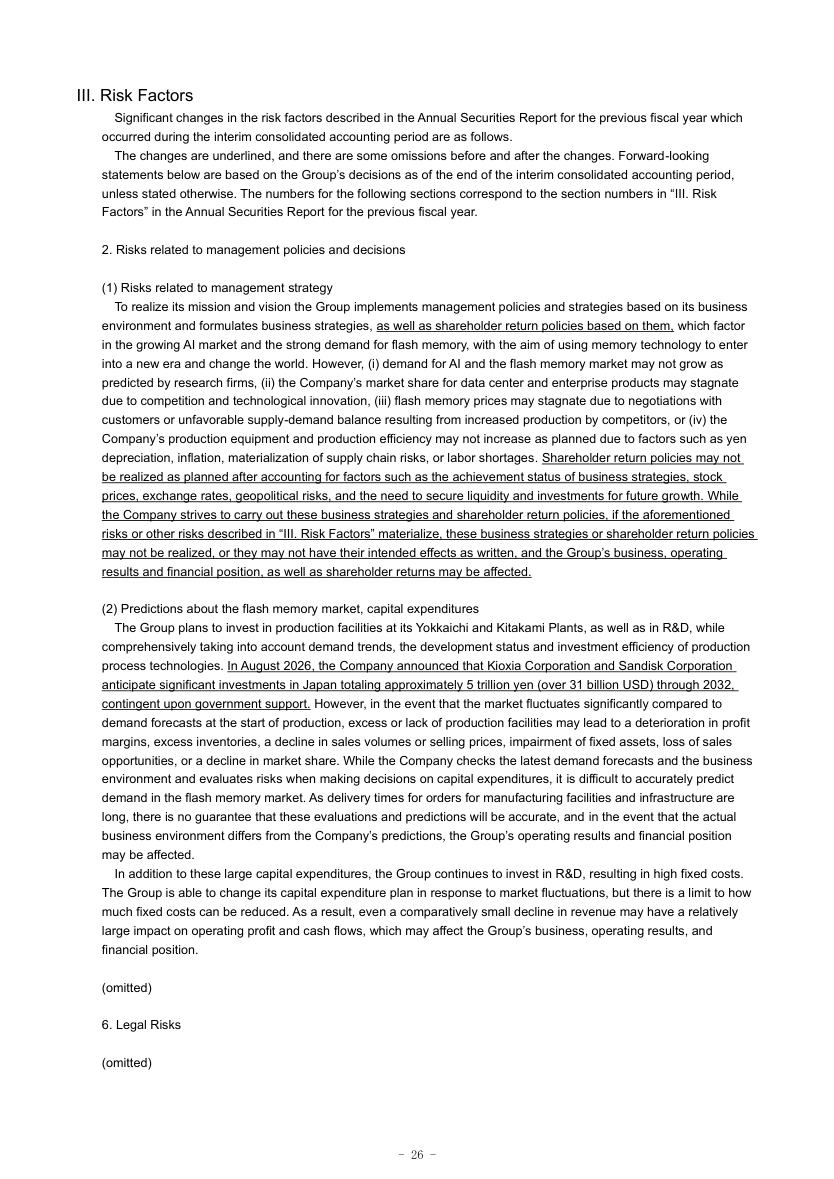 III. Risk Factors
Significant changes in the risk factors described in the Annual Securities Report for the previous fiscal year which
occurred during the interim consolidated accounting period are as follows.
The changes are underlined, and there are some omissions before and after the changes. Forward-looking
statements below are based on the Group's decisions as of the end of the interim consolidated accounting period,
unless stated otherwise. The numbers for the following sections correspond to the section numbers in “III. Risk
Factors” in the Annual Securities Report for the previous fiscal year.
2. Risks related to management policies and decisions
(1) Risks related to management strategy
To realize its mission and vision the Group implements management policies and strategies based on its business
environment and formulates business strategies, as well as shareholder return policies based on them, which factor
in the growing AI market and the strong demand for flash memory, with the aim of using memory technology to enter
into a new era and change the world. However, (i) demand for AI and the flash memory market may not grow as
predicted by research firms, (ii) the Company's market share for data center and enterprise products may stagnate
due to competition and technological innovation, (iii) flash memory prices may stagnate due to negotiations with
customers or unfavorable supply-demand balance resulting from increased production by competitors, or (iv) the
Company's production equipment and production efficiency may not increase as planned due to factors such as yen
depreciation, inflation, materialization of supply chain risks, or labor shortages. Shareholder return policies may not
be realized as planned after accounting for factors such as the achievement status of business strategies, stock
prices, exchange rates, geopolitical risks, and the need to secure liquidity and investments for future growth. While
the Company strives to carry out these business strategies and shareholder return policies, if the aforementioned
risks or other risks described in “III. Risk Factors” materialize, these business strategies or shareholder return policies
may not be realized, or they may not have their intended effects as written, and the Group's business, operating
results and financial position, as well as shareholder returns may be affected.
(2) Predictions about the flash memory market, capital expenditures
The Group plans to invest in production facilities at its Yokkaichi and Kitakami Plants, as well as in R&D, while
comprehensively taking into account demand trends, the development status and investment efficiency of production
process technologies. In August 2026, the Company announced that Kioxia Corporation and Sandisk Corporation
anticipate significant investments in Japan totaling approximately 5 trillion yen (over 31 billion USD) through 2032,
contingent upon government support. However, in the event that the market fluctuates significantly compared to
demand forecasts at the start of production, excess or lack of production facilities may lead to a deterioration in profit
margins, excess inventories, a decline in sales volumes or selling prices, impairment of fixed assets, loss of sales
opportunities, or a decline in market share. While the Company checks the latest demand forecasts and the business
environment and evaluates risks when making decisions on capital expenditures, it is difficult to accurately predict
demand in the flash memory market. As delivery times for orders for manufacturing facilities and infrastructure are
long, there is no guarantee that these evaluations and predictions will be accurate, and in the event that the actual
business environment differs from the Company's predictions, the Group's operating results and financial position
may be affected.
In addition to these large capital expenditures, the Group continues to invest in R&D, resulting in high fixed costs.
The Group is able to change its capital expenditure plan in response to market fluctuations, but there is a limit to how
much fixed costs can be reduced. As a result, even a comparatively small decline in revenue may have a relatively
large impact on operating profit and cash flows, which may affect the Group's business, operating results, and
financial position.
(omitted)
6. Legal Risks
(omitted)
– 26 –